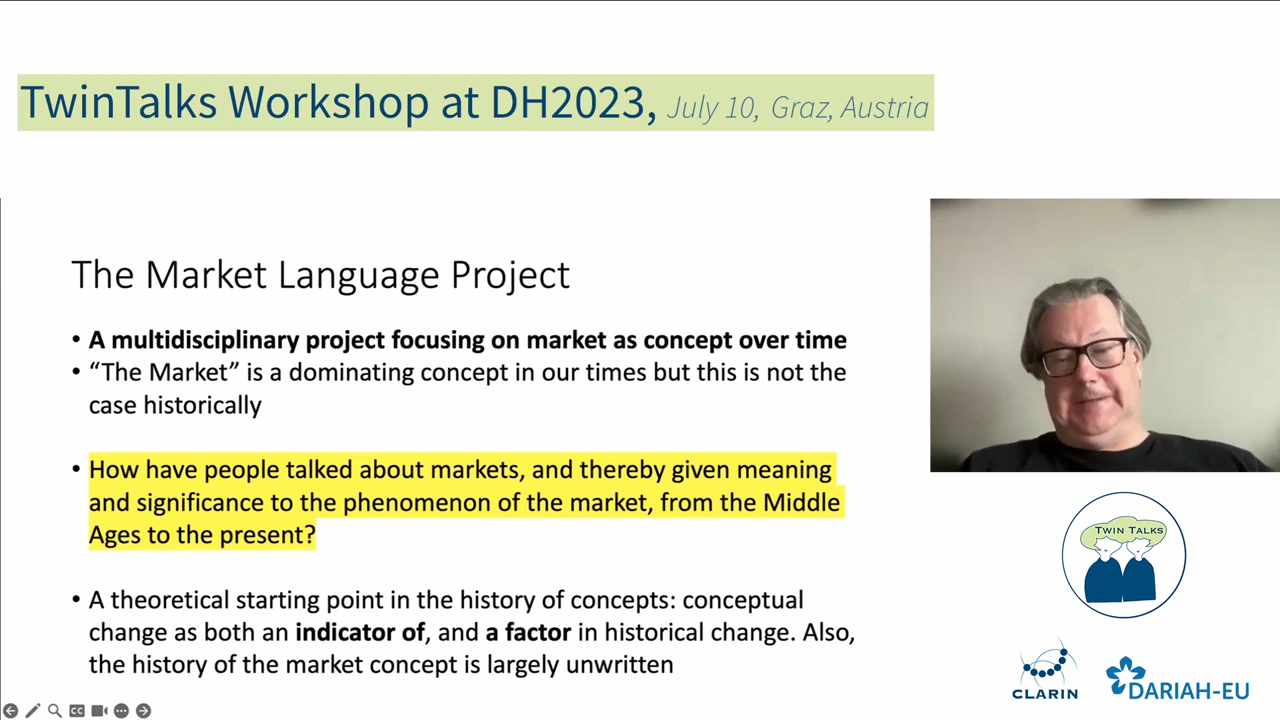 TwinTalks Workshop at DH2023, July 10, Graz, Austria
The Market Language Project
• A multidisciplinary project focusing on market as concept over time
• “The Market” is a dominating concept in our times but this is not the
case historically
• How have people talked about markets, and thereby given meaning
and significance to the phenomenon of the market, from the Middle
Ages to the present?
• A theoretical starting point in the history of concepts: conceptual
change as both an indicator of, and a factor in historical change. Also,
the history of the market concept is largely unwritten
TWIN TALKS
CLARIN
DARIAH-EU
CC